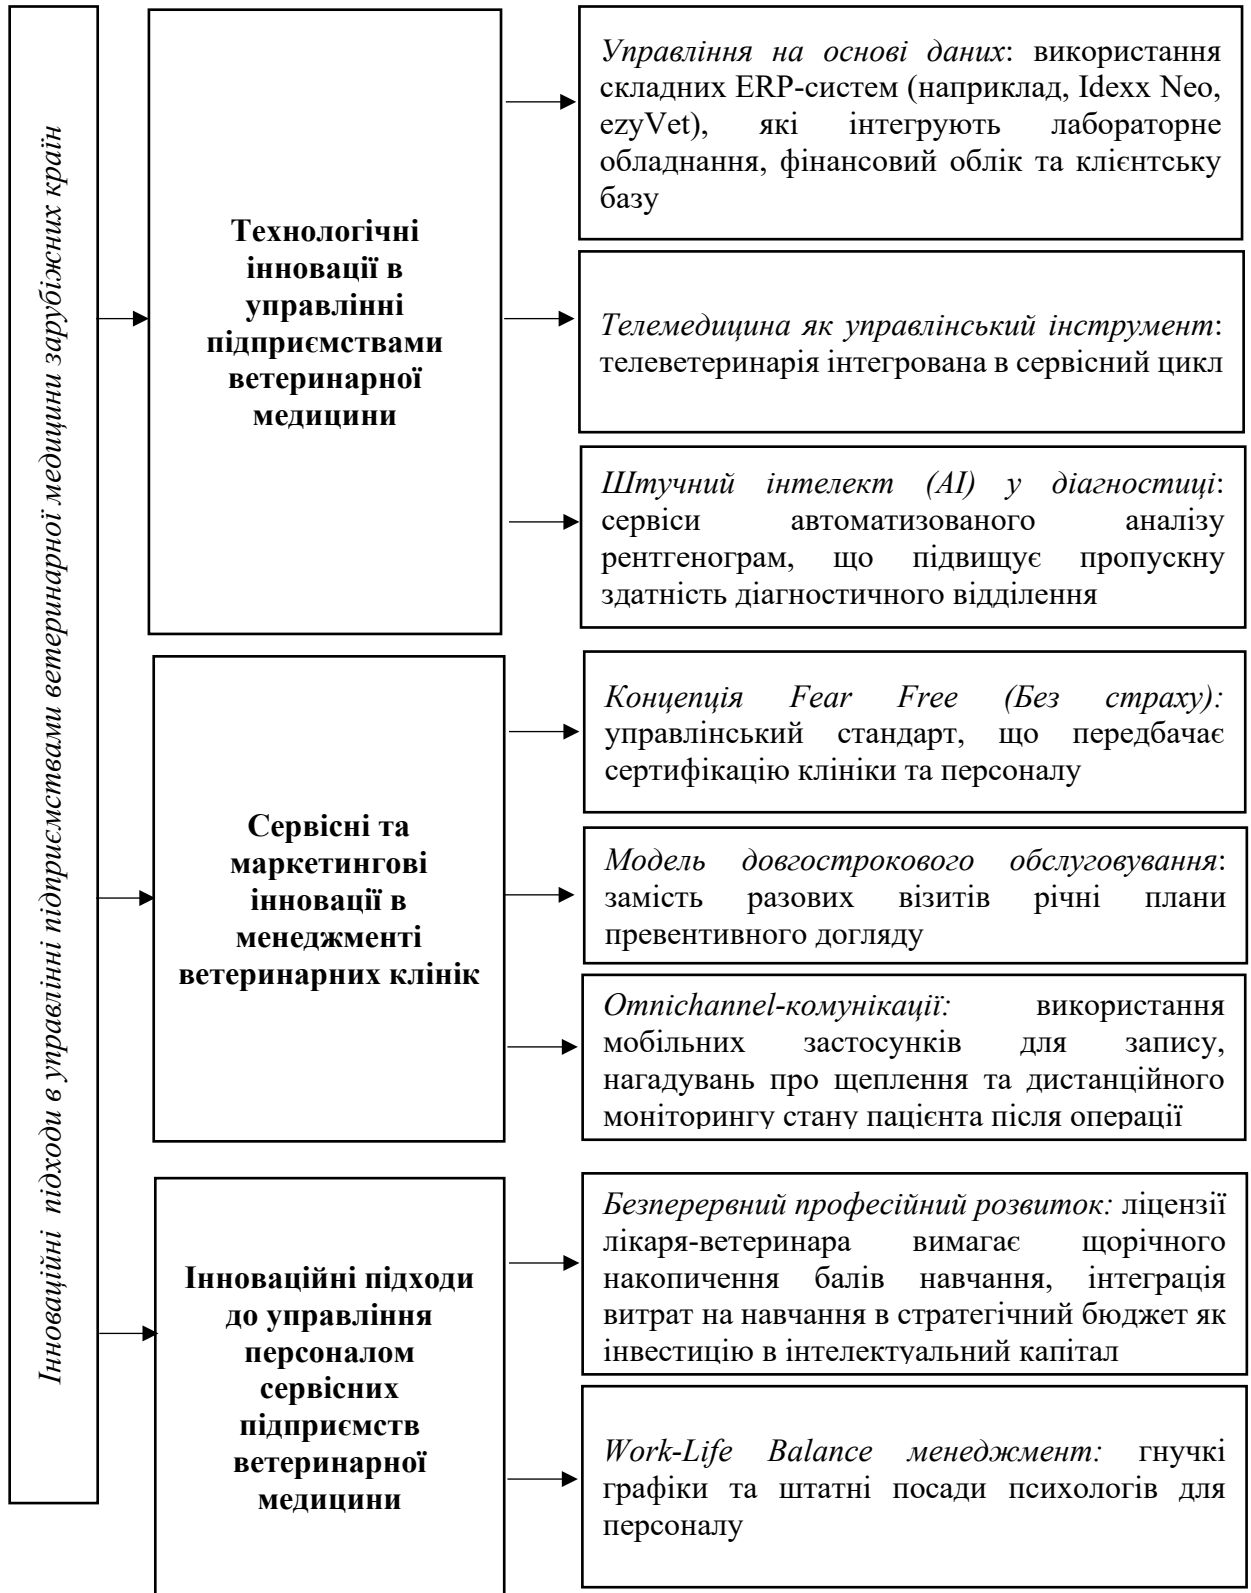 Інноваційні підходи в управлінні підприємствами ветеринарної медицини зарубіжних країн
Технологічні
інновації в
управлінні
підприємствами
ветеринарної
медицини
Управління на основі даних: використання
складних ERP-систем (наприклад, Idexx Neo,
ezyVet), які інтегрують лабораторне
обладнання, фінансовий облік та клієнтську
базу
Телемедицина як управлінський інструмент:
телеветеринарія інтегрована в сервісний цикл
Штучний інтелект (AI) у діагностиці:
сервіси автоматизованого аналізу
рентгенограм, що підвищує пропускну
здатність діагностичного відділення
Сервісні та
маркетингові
інновації в
менеджменті
ветеринарних клінік
Концепція Fear Free (Без страху):
управлінський стандарт, що передбачає
сертифікацію клініки та персоналу
Модель довгострокового обслуговування:
замість разових візитів річні плани
превентивного догляду
Omnichannel-комунікації: використання
мобільних застосунків для запису,
нагадувань про щеплення та дистанційного
моніторингу стану пацієнта після операції
Інноваційні підходи
до управління
персоналом
сервісних
підприємств
ветеринарної
медицини
Безперервний професійний розвиток: ліцензії
лікаря-ветеринара вимагає щорічного
накопичення балів навчання, інтеграція
витрат на навчання в стратегічний бюджет як
інвестицію в інтелектуальний капітал
Work-Life Balance менеджмент: гнучкі
графіки та штатні посади психологів для
персоналу